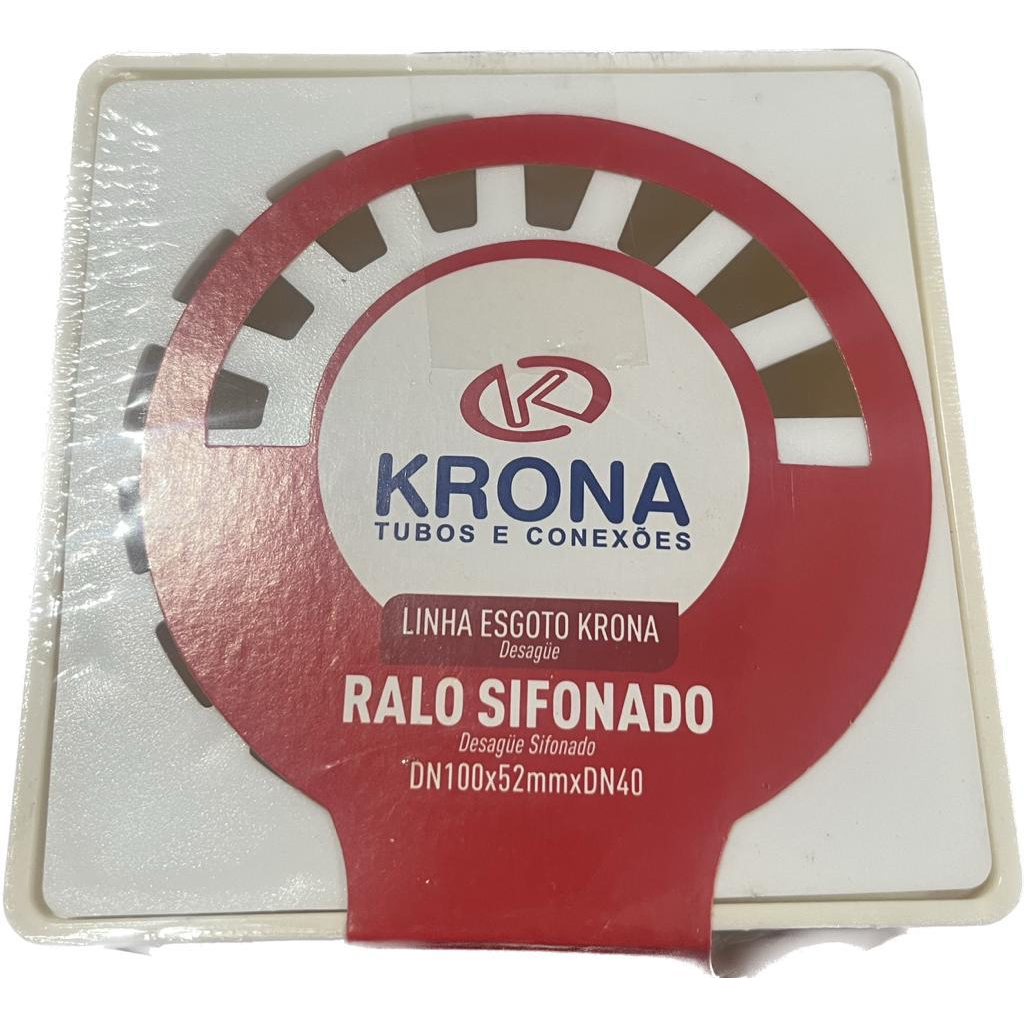 KRONA
TUBOS E CONEXÕES
LINHA ESGOTO KRONA
Desagüe
RALO SIFONADO
Desagüe Sifonado
DN100x52mmxDN40